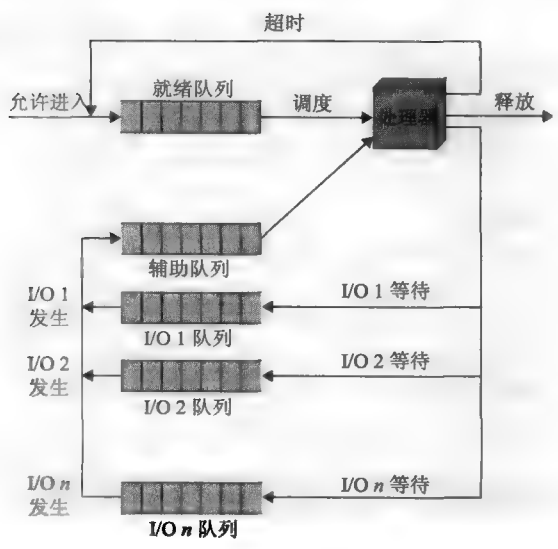 超时
就绪队列
允许进入
调度
处理器
释放
辅助队列
I/O 1
发生
I/O 1 等待
I/O 1 队列
I/O 2
发生
I/O 2 等待
I/O 2 队列
I/O n
发生
I/O n 等待
I/O n 队列